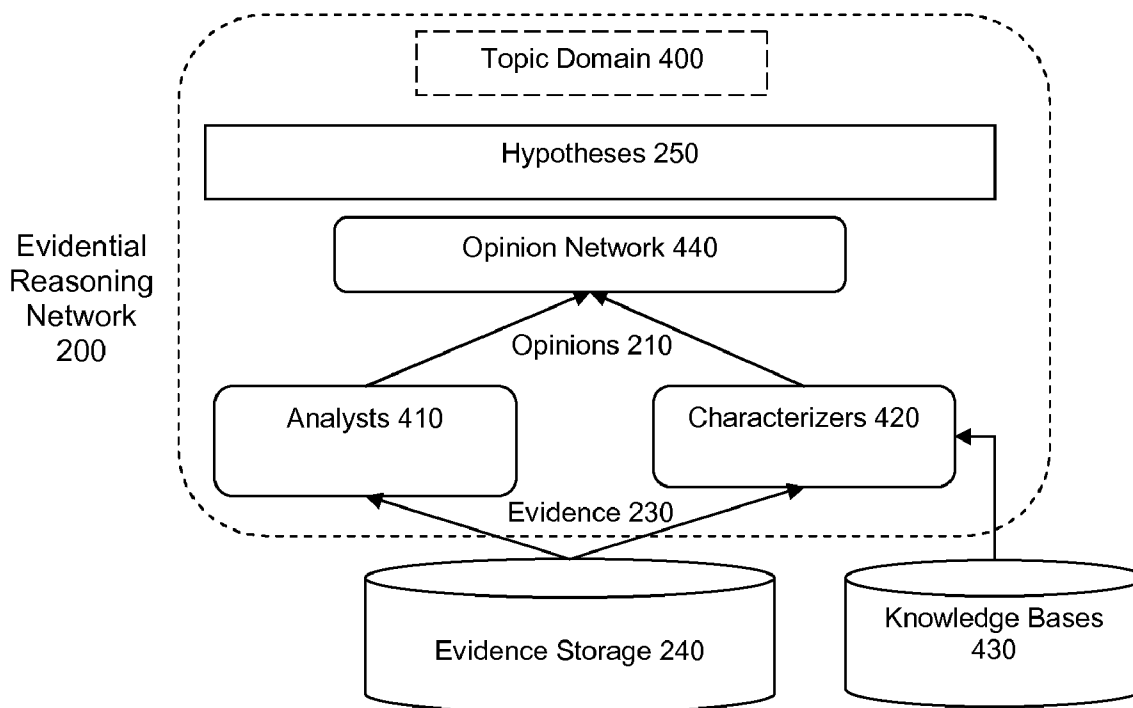 Topic Domain 400
Hypotheses 250
Evidential
Reasoning
Network
200
Opinion Network 440
Opinions 210
Analysts 410
Characterizers 420
Evidence 230
Evidence Storage 240
Knowledge Bases
430